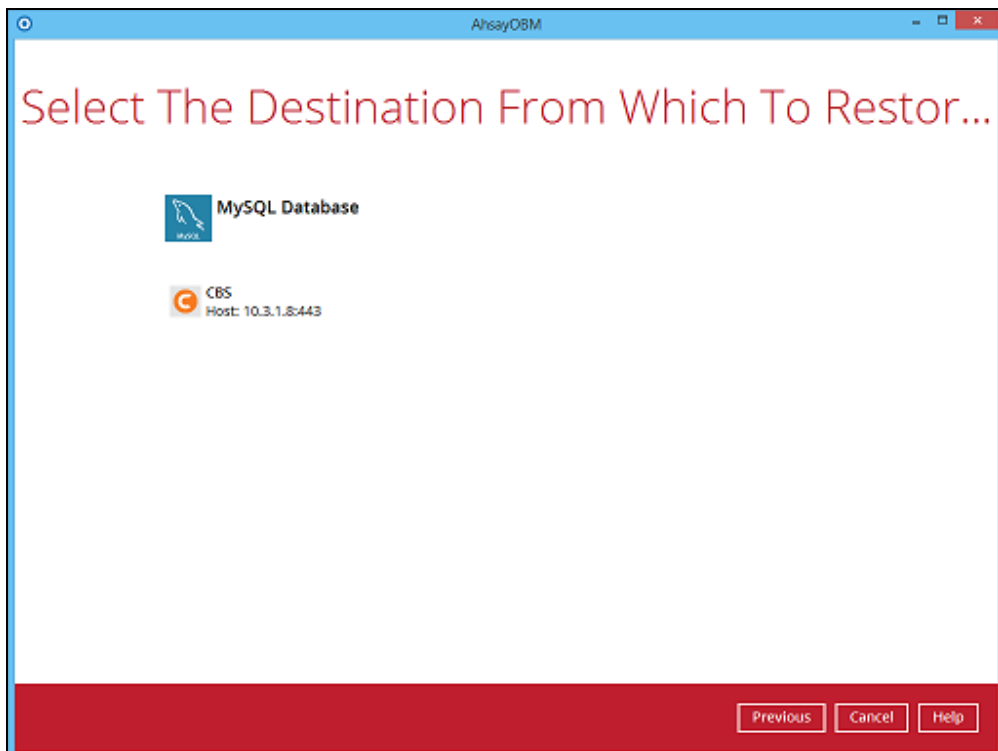 AhsayOBM
Select The Destination From Which To Restor...
MySQL Database
MySQL
CBS
Host: 10.3.1.8:443
Previous Cancel Help